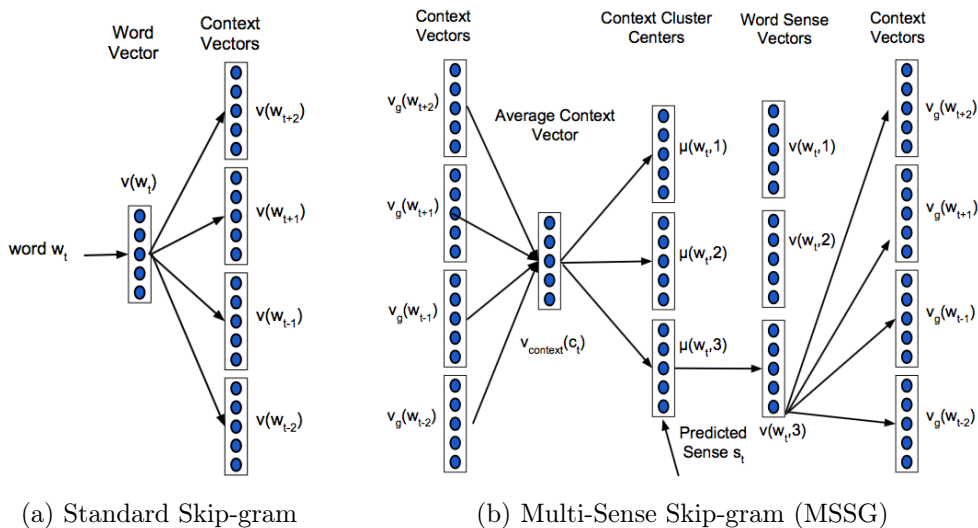 Word
Vector
Context
Vectors
v(w_t)
word w_t
v(w_{t+2})
v(w_{t+1})
v(w_{t-1})
v(w_{t-2})
(a) Standard Skip-gram
Context
Vectors
v_g(w_{t+2})
v_g(w_{t+1})
v_g(w_{t-1})
v_g(w_{t-2})
Average Context
Vector
v_{context}(c_t)
Context Cluster
Centers
μ(w_t,1)
μ(w_t,2)
μ(w_t,3)
Predicted
Sense s_t
Word Sense
Vectors
v(w_t,1)
v(w_t,2)
v(w_t,3)
Context
Vectors
v_g(w_{t+2})
v_g(w_{t+1})
v_g(w_{t-1})
v_g(w_{t-2})
(b) Multi-Sense Skip-gram (MSSG)